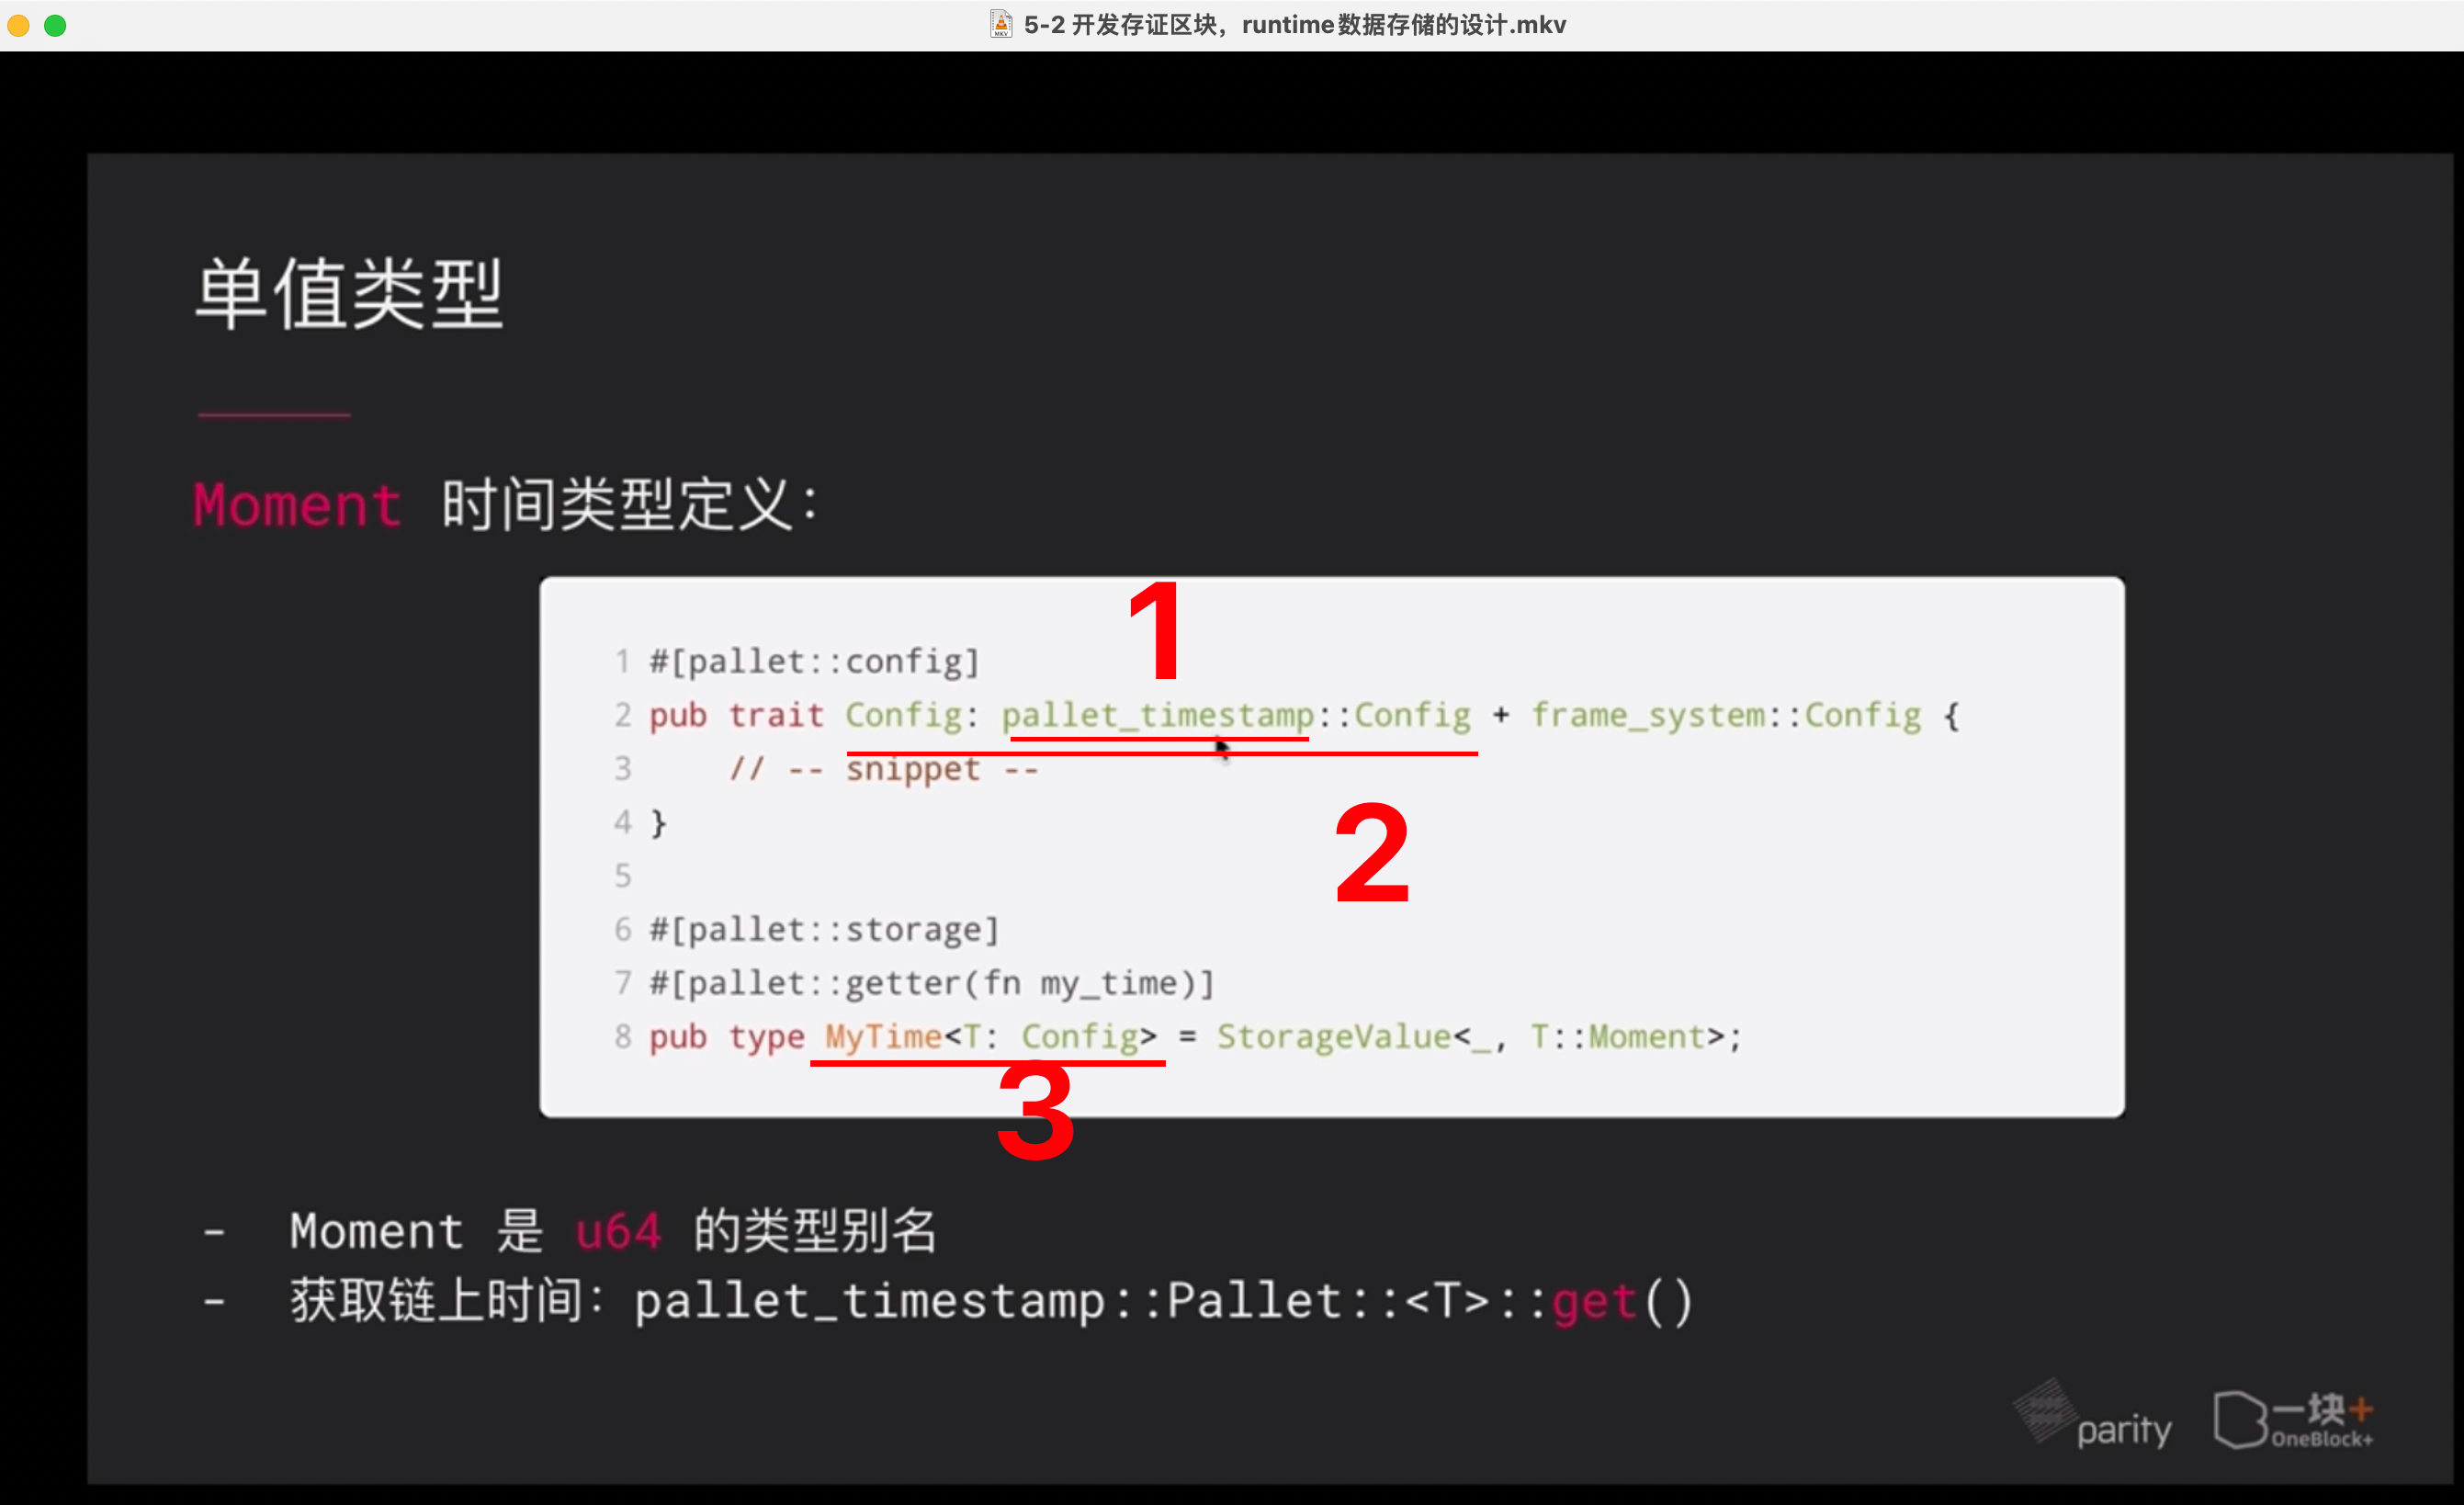 5-2 开发存证区块，runtime数据存储的设计.mkv
单值类型
Moment 时间类型定义：
1
1 #[pallet::config]
2 pub trait Config: pallet_timestamp::Config + frame_system::Config {
3     // -- snippet --
4 }
2
5
6 #[pallet::storage]
7 #[pallet::getter(fn my_time)]
8 pub type MyTime<T: Config> = StorageValue<_, T::Moment>;
3
- Moment 是 u64 的类型别名
- 获取链上时间：pallet_timestamp::Pallet::<T>::get()
parity
一块+
OneBlock+